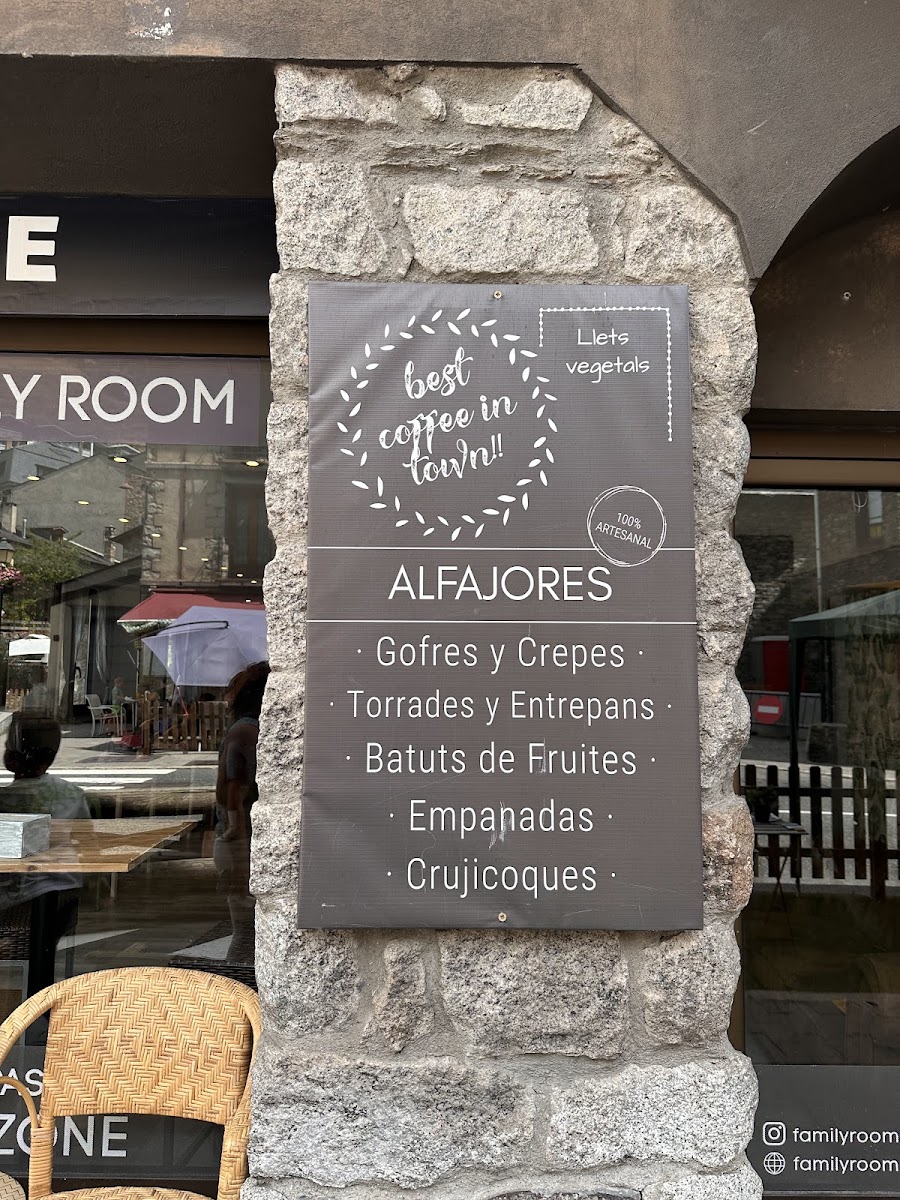 E
Y ROOM
best
coffee in
town!!
Llets
vegetals
100%
ARTESANAL
ALFAJORES
· Gofres y Crepes ·
· Torrades y Entrepans ·
· Batuts de Fruites ·
· Empanadas ·
· Crujicoques ·
AS
ZONE
familyroom
familyroom